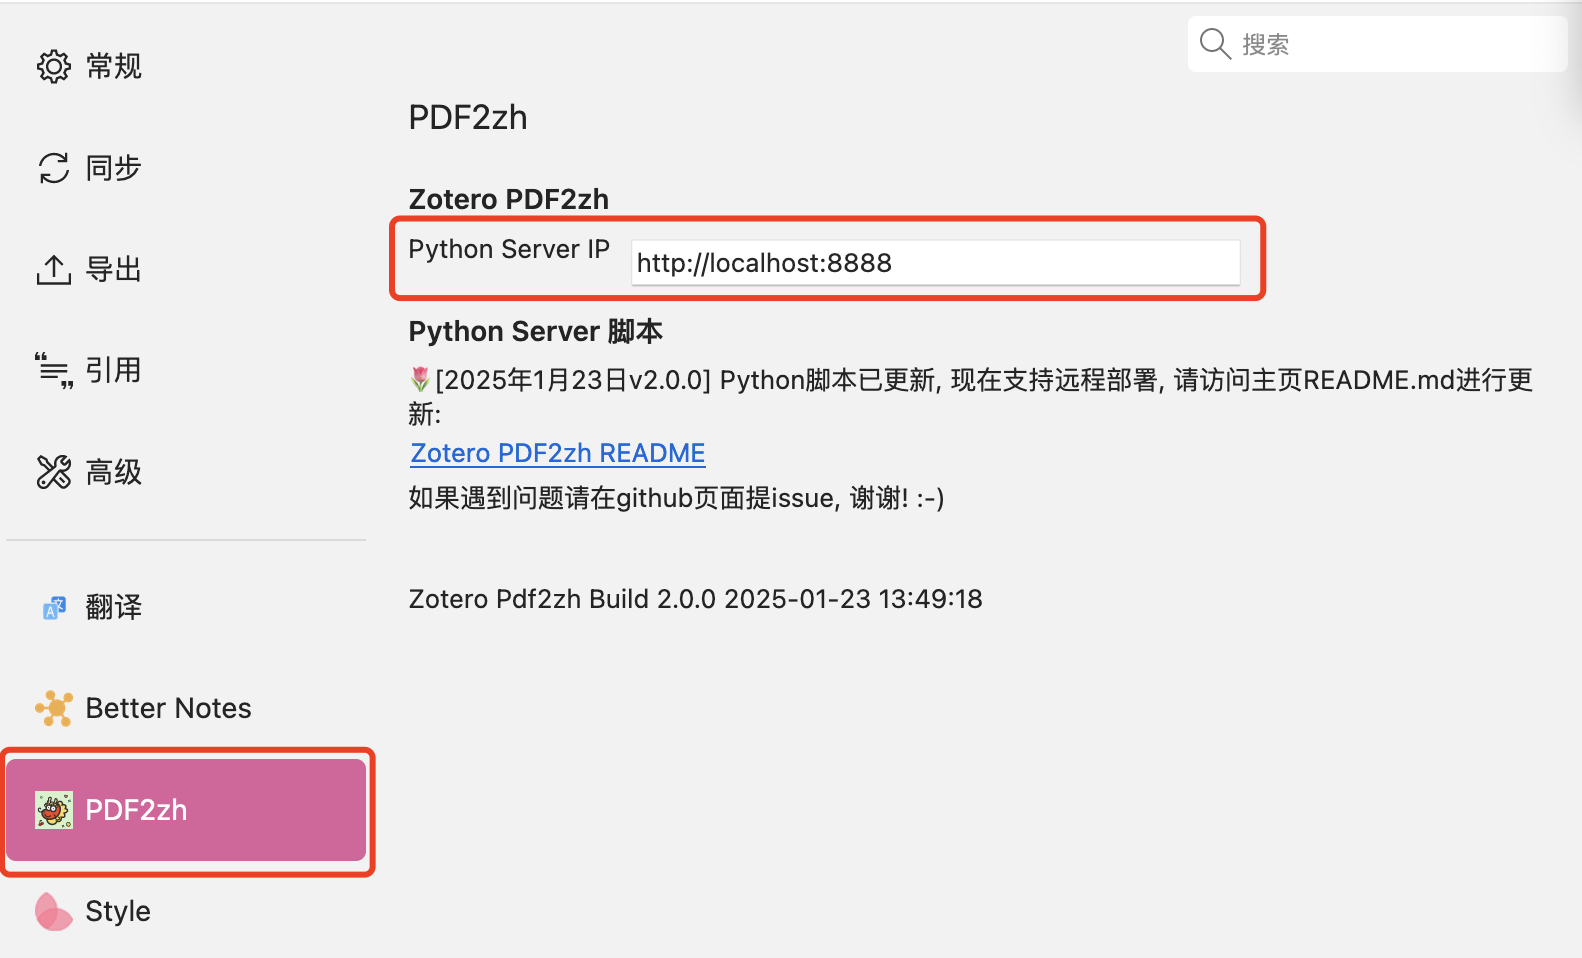 常规
同步
导出
引用
高级
翻译
Better Notes
PDF2zh
Style
搜索
PDF2zh
Zotero PDF2zh
Python Server IP http://localhost:8888
Python Server 脚本
🌷[2025年1月23日v2.0.0] Python脚本已更新, 现在支持远程部署, 请访问主页README.md进行更
新:
Zotero PDF2zh README
如果遇到问题请在github页面提issue, 谢谢! :-)
Zotero Pdf2zh Build 2.0.0 2025-01-23 13:49:18